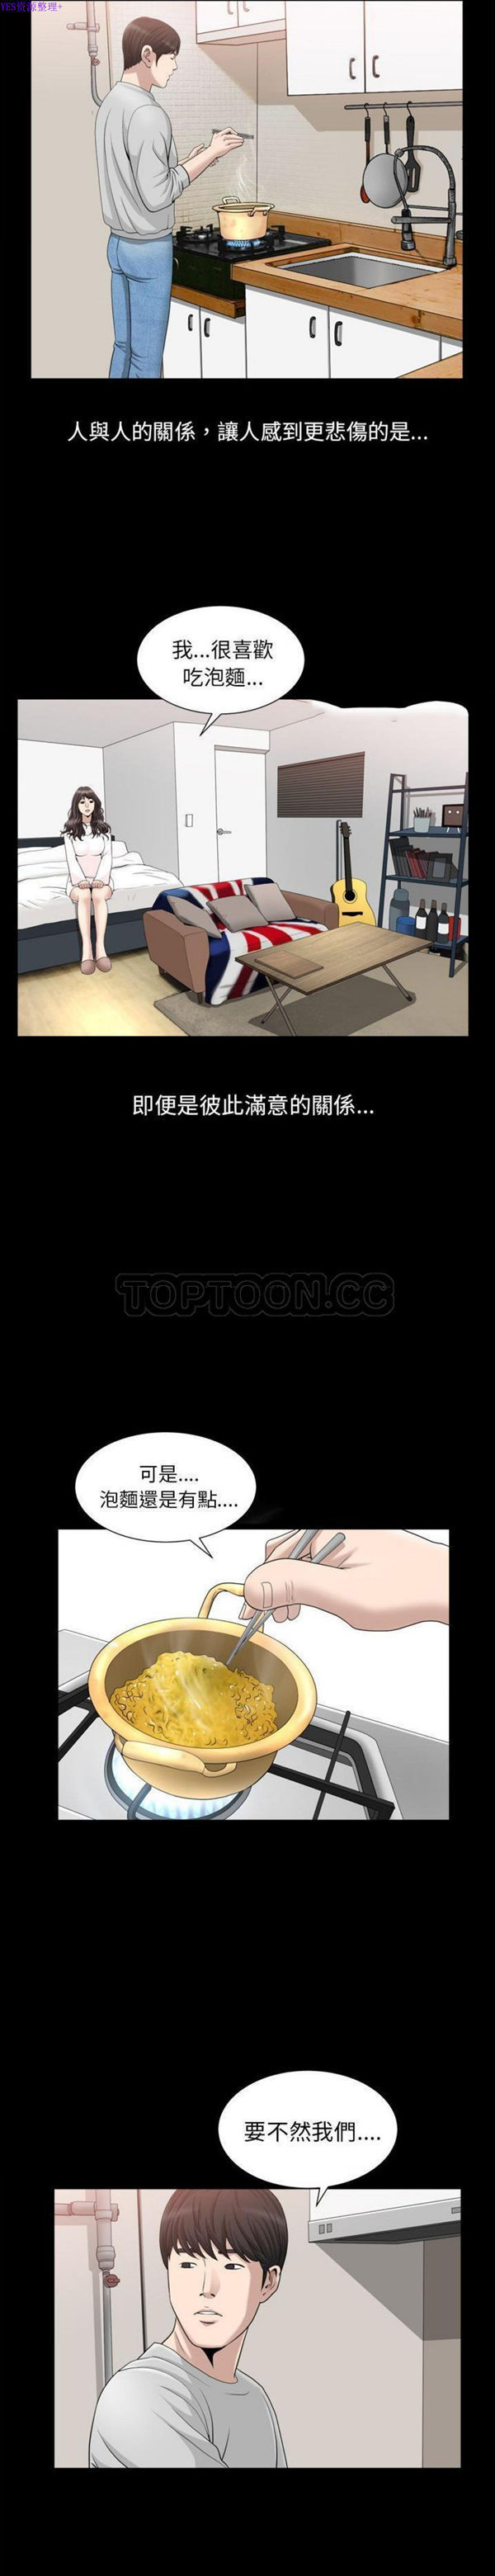 YES资源整理+
人與人的關係，讓人感到更悲傷的是...
我...很喜歡
吃泡麵...
即便是彼此滿意的關係...
TOPTOON.CC
可是....
泡麵還是有點....
要不然我們....